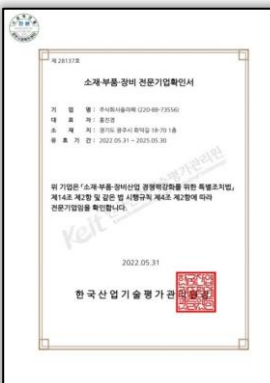 제 28137호
소재·부품·장비 전문기업확인서
기 업 명 : 주식회사솔라팩 (220-88-73556)
대 표 자 : 홍진경
소 재 지 : 경기도 광주시 회덕길 18-70 1층
유 효 기 간 : 2022.05.31 ~ 2025.05.30
위 기업은 「소재·부품·장비산업 경쟁력강화를 위한 특별조치법」
제14조 제2항 및 같은 법 시행규칙 제4조 제2항에 따라
전문기업임을 확인합니다.
Keit
2022.05.31
한국산업기술평가관리원장